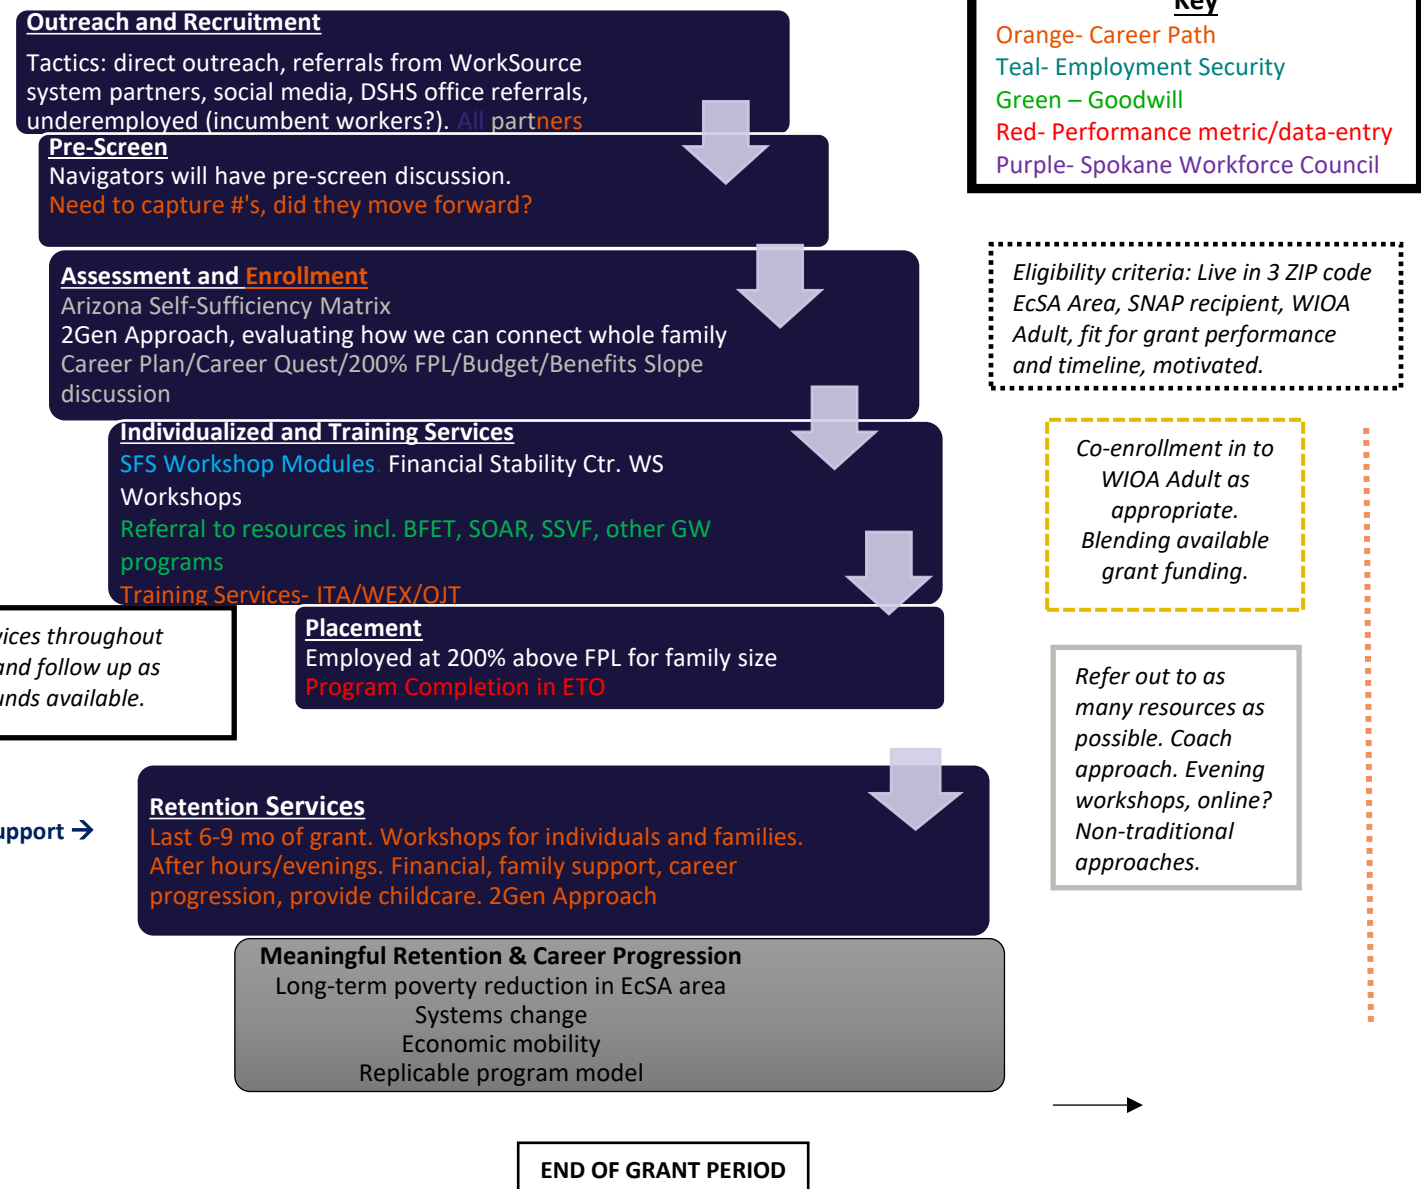 Outreach and Recruitment
Tactics: direct outreach, referrals from WorkSource
system partners, social media, DSHS office referrals,
underemployed (incumbent workers?). All partners
Pre-Screen
Navigators will have pre-screen discussion.
Need to capture #'s, did they move forward?
Assessment and Enrollment
Arizona Self-Sufficiency Matrix
2Gen Approach, evaluating how we can connect whole family
Career Plan/Career Quest/200% FPL/Budget/Benefits Slope
discussion
Individualized and Training Services
SFS Workshop Modules. Financial Stability Ctr. WS
Workshops
Referral to resources incl. BFET, SOAR, SSVF, other GW
programs
Training Services- ITA/WEX/OJT
Placement
Employed at 200% above FPL for family size
Program Completion in ETO
vices throughout
and follow up as
unds available.
upport →
Retention Services
Last 6-9 mo of grant. Workshops for individuals and families.
After hours/evenings. Financial, family support, career
progression, provide childcare. 2Gen Approach
Meaningful Retention & Career Progression
Long-term poverty reduction in EcSA area
Systems change
Economic mobility
Replicable program model
END OF GRANT PERIOD
Key
Orange- Career Path
Teal- Employment Security
Green – Goodwill
Red- Performance metric/data-entry
Purple- Spokane Workforce Council
Eligibility criteria: Live in 3 ZIP code
EcSA Area, SNAP recipient, WIOA
Adult, fit for grant performance
and timeline, motivated.
Co-enrollment in to
WIOA Adult as
appropriate.
Blending available
grant funding.
Refer out to as
many resources as
possible. Coach
approach. Evening
workshops, online?
Non-traditional
approaches.